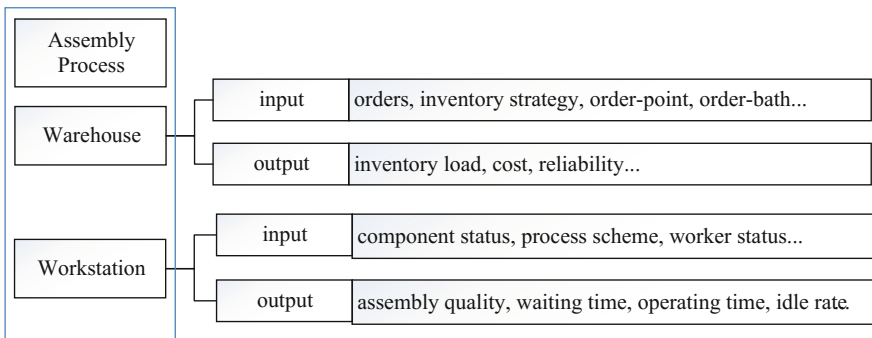 Assembly
Process
input
orders, inventory strategy, order-point, order-bath...
Warehouse
output
inventory load, cost, reliability...
input
component status, process scheme, worker status...
Workstation
output
assembly quality, waiting time, operating time, idle rate..